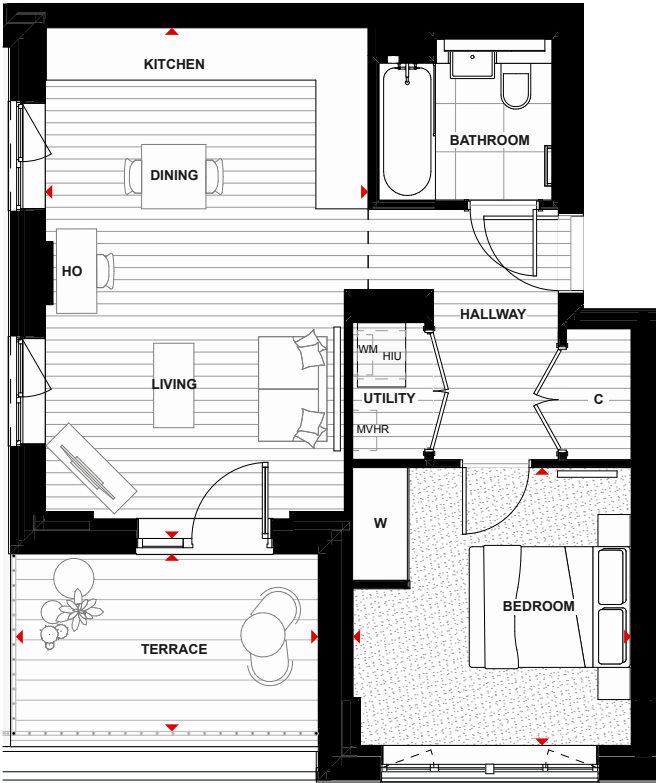 KITCHEN
BATHROOM
DINING
HO
HALLWAY
WM
HIU
LIVING
UTILITY
C
MVHR
W
BEDROOM
TERRACE